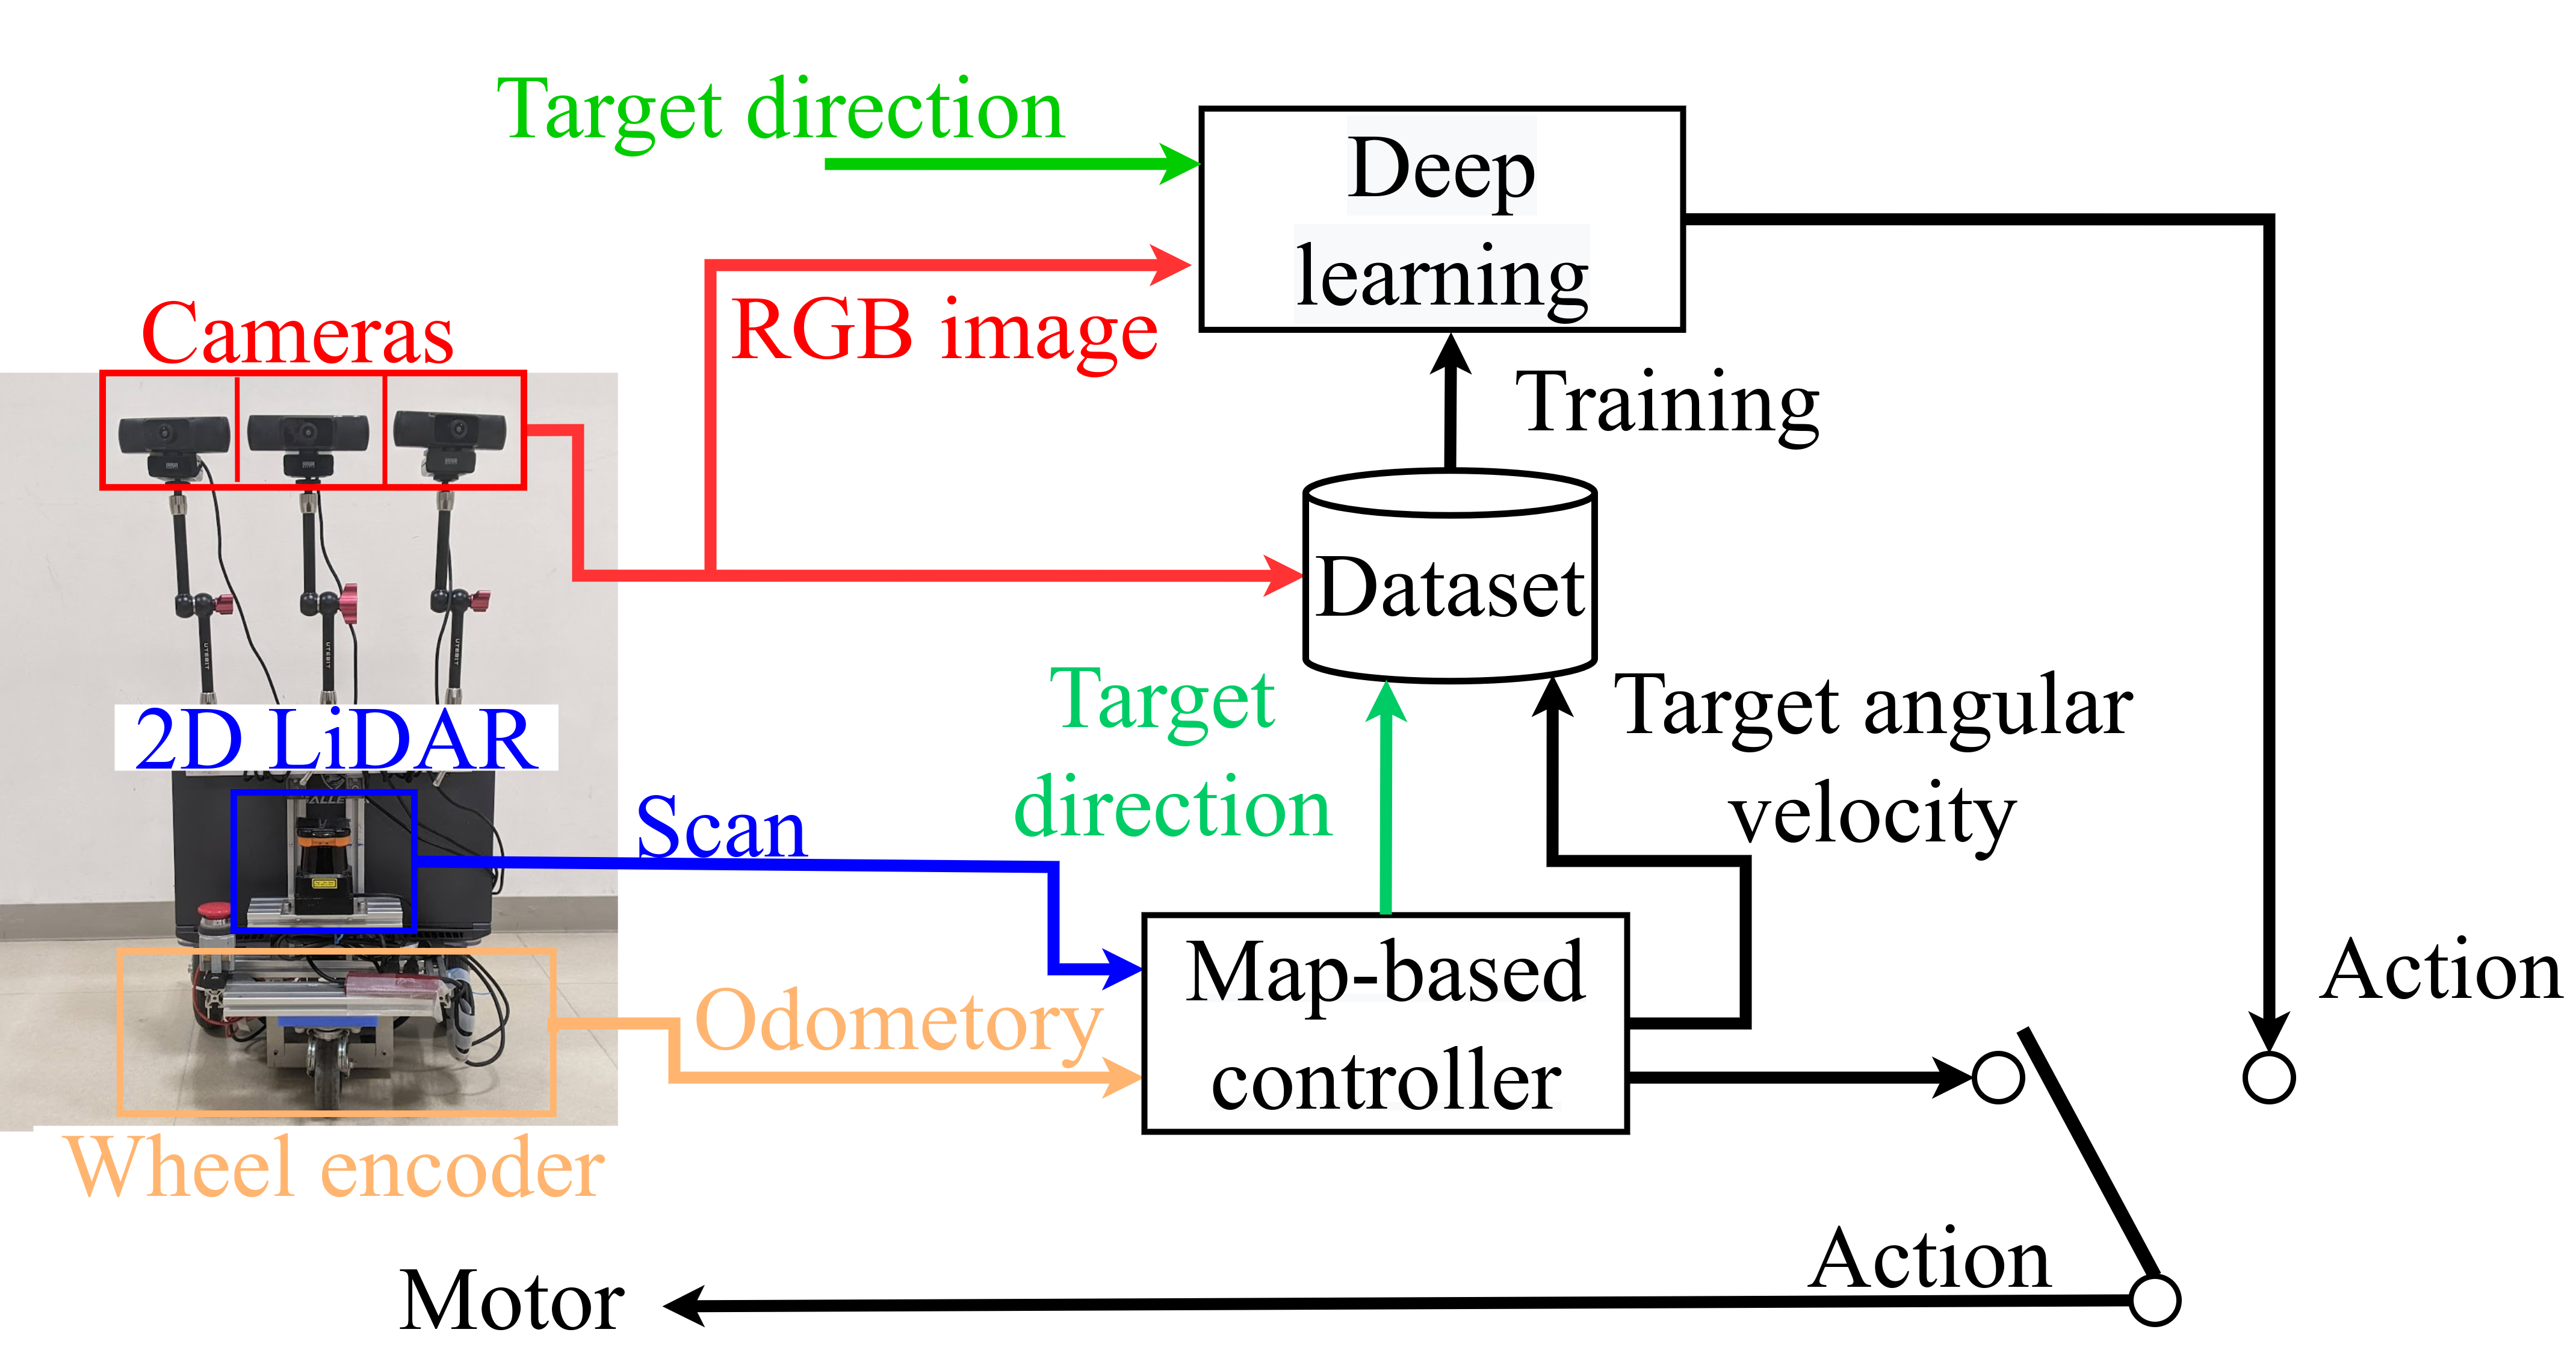 Target direction
Deep
learning
RGB image
Cameras
Training
Dataset
Target
direction
Target angular
velocity
2D LiDAR
Scan
Map-based
controller
Odometory
Action
Wheel encoder
Action
Motor